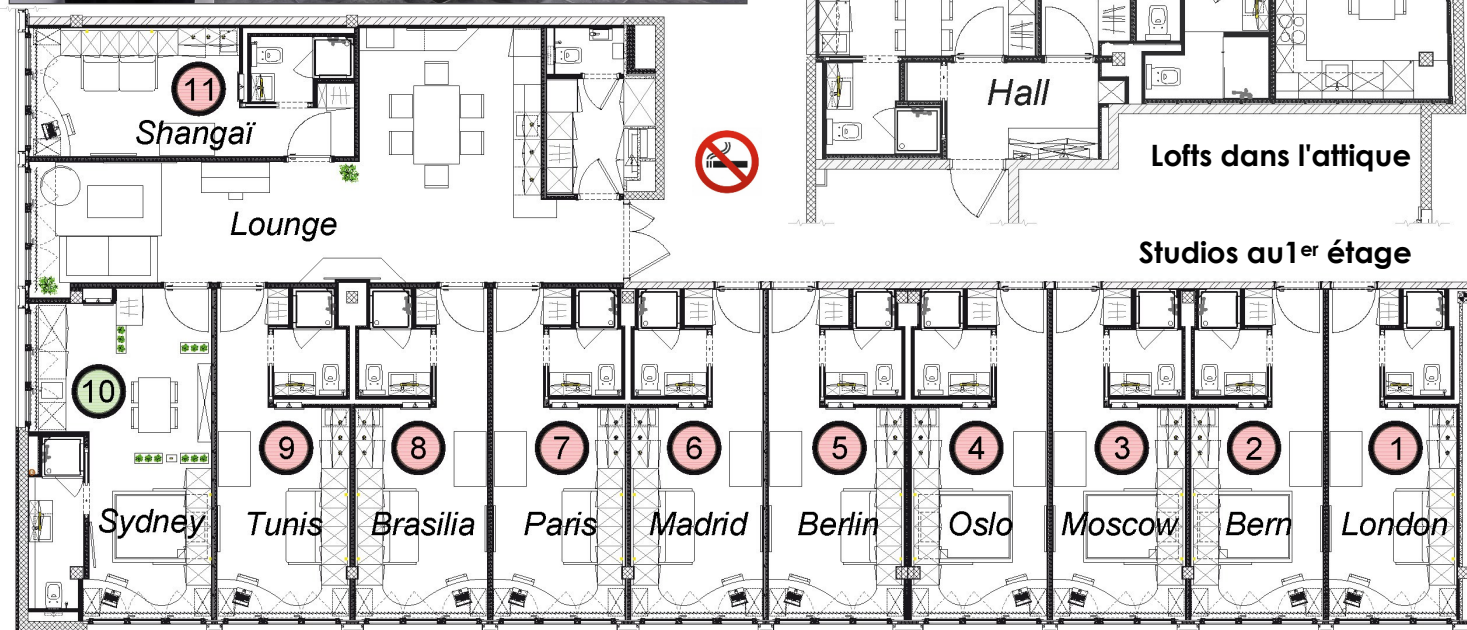 11
Shangaï
Hall
Lofts dans l'attique
Lounge
Studios au1er étage
10
9
8
7
6
5
4
3
2
1
Sydney
Tunis
Brasilia
Paris
Madrid
Berlin
Oslo
Moscow
Bern
London